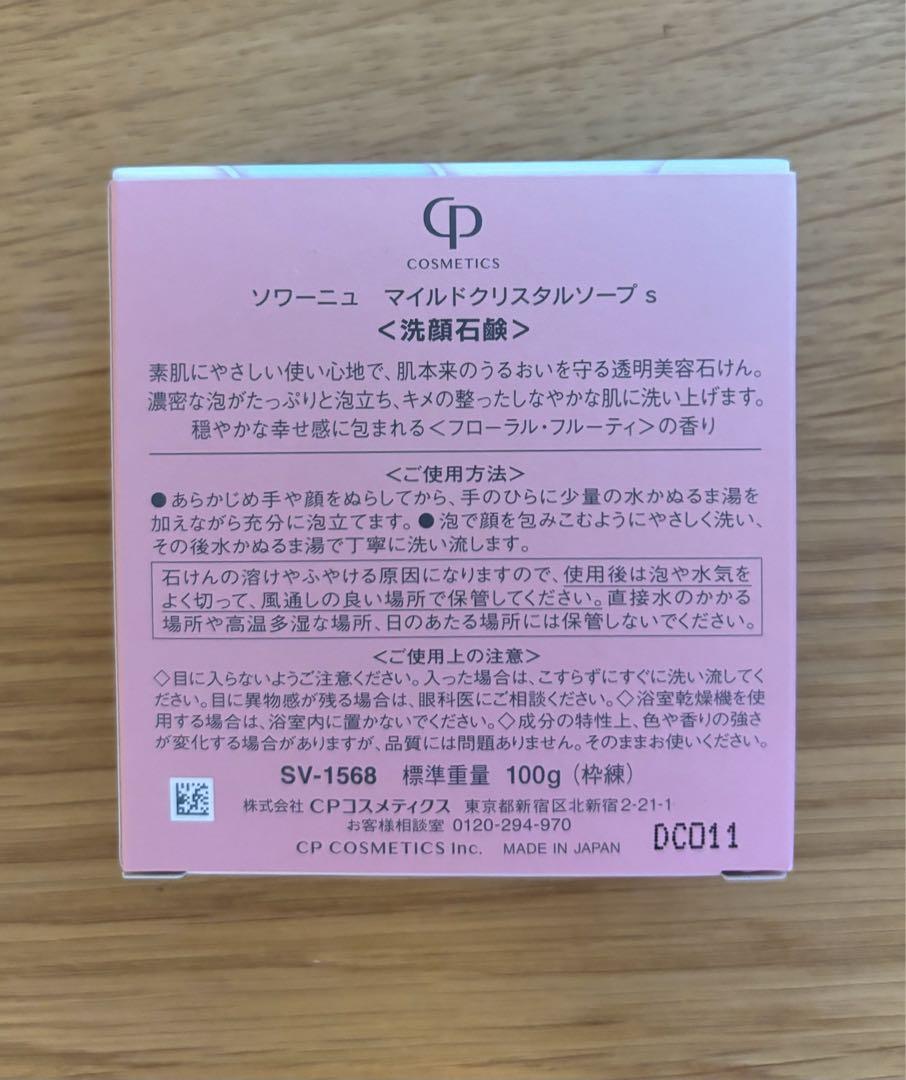 CP
COSMETICS
ソワーニュ　マイルドクリスタルソープ s
＜洗顔石鹸＞
素肌にやさしい使い心地で、肌本来のうるおいを守る透明美容石けん。
濃密な泡がたっぷりと泡立ち、キメの整ったしなやかな肌に洗い上げます。
穏やかな幸せ感に包まれる＜フローラル・フルーティ＞の香り
＜ご使用方法＞
●あらかじめ手や顔をぬらしてから、手のひらに少量の水かぬるま湯を
加えながら充分に泡立てます。●泡で顔を包みこむようにやさしく洗い、
その後水かぬるま湯で丁寧に洗い流します。
石けんの溶けやふやける原因になりますので、使用後は泡や水気を
よく切って、風通しの良い場所で保管してください。直接水のかかる
場所や高温多湿な場所、日のあたる場所には保管しないでください。
＜ご使用上の注意＞
◇目に入らないようご注意ください。入った場合は、こすらずにすぐに洗い流してく
ださい。目に異物感が残る場合は、眼科医にご相談ください。◇浴室乾燥機を使
用する場合は、浴室内に置かないでください。◇成分の特性上、色や香りの強さ
が変化する場合がありますが、品質には問題ありません。そのままお使いください。
SV-1568　標準重量　100g（枠練）
株式会社 CPコスメティクス　東京都新宿区北新宿2-21-1
お客様相談室 0120-294-970
CP COSMETICS Inc.　MADE IN JAPAN
DC011